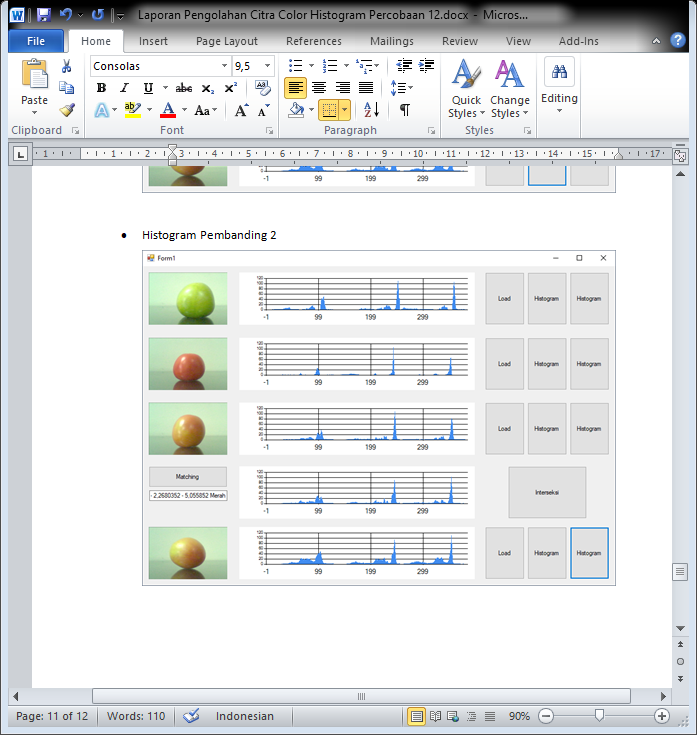 Laporan Pengolahan Citra Color Histogram Percobaan 12.docx - Micros...
File Home Insert Page Layout References Mailings Review View Add-Ins
Consolas 9,5
Paste
B I U abc x₂ x²
A ab A Aa A A
Quick Styles Change Styles Editing
Clipboard Font Paragraph Styles
L 1 1 2 3 4 5 6 7 8 9 10 11 12 13 14 15 17
-1 99 199 299
• Histogram Pembanding 2
Form1
120
100
80
60
40
20
0
-1 99 199 299
Load Histogram Histogram
120
100
80
60
40
20
0
-1 99 199 299
Load Histogram Histogram
120
100
80
60
40
20
0
-1 99 199 299
Load Histogram Histogram
Matching
- 2,2680352 - 5,055852 Merah
120
100
80
60
40
20
0
-1 99 199 299
Interseksi
120
100
80
60
40
20
0
-1 99 199 299
Load Histogram Histogram
Page: 11 of 12 Words: 110 Indonesian 90%